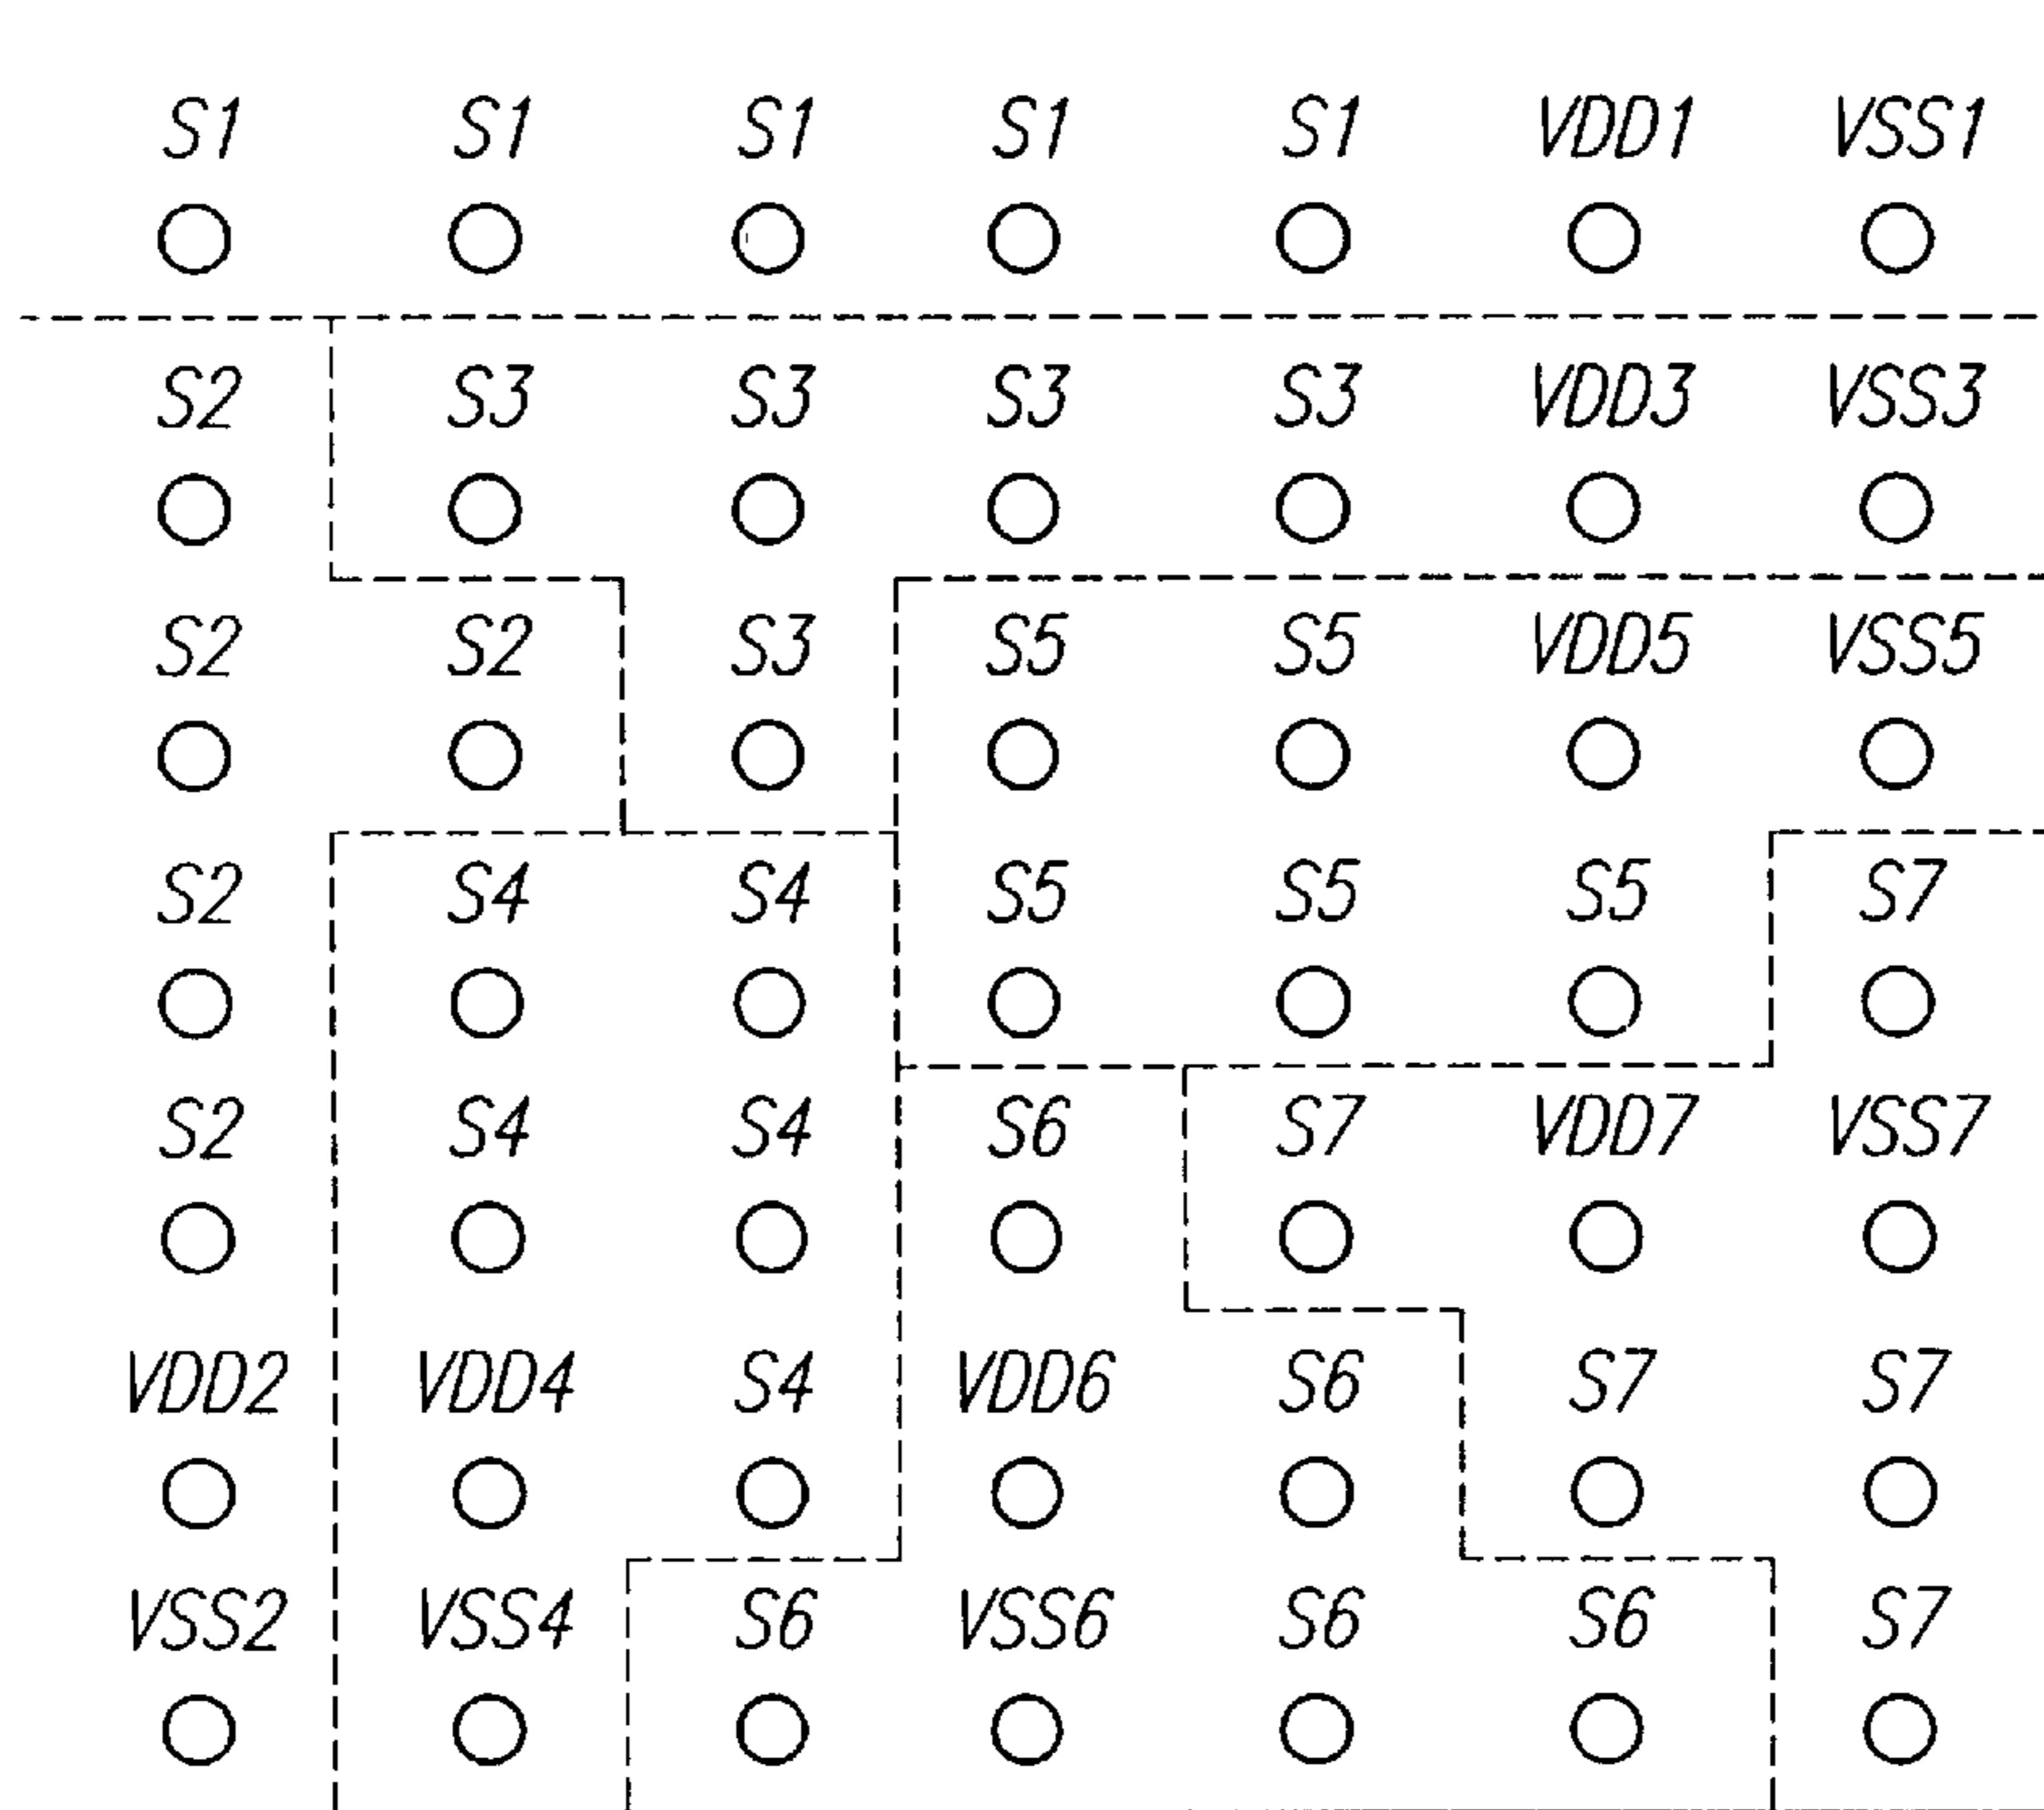 S1 S1 S1 S1 S1 VDD1 VSS1
S2 S3 S3 S3 S3 VDD3 VSS3
S2 S2 S3 S5 S5 VDD5 VSS5
S2 S4 S4 S5 S5 S5 S7
S2 S4 S4 S6 S7 VDD7 VSS7
VDD2 VDD4 S4 VDD6 S6 S7 S7
VSS2 VSS4 S6 VSS6 S6 S6 S7